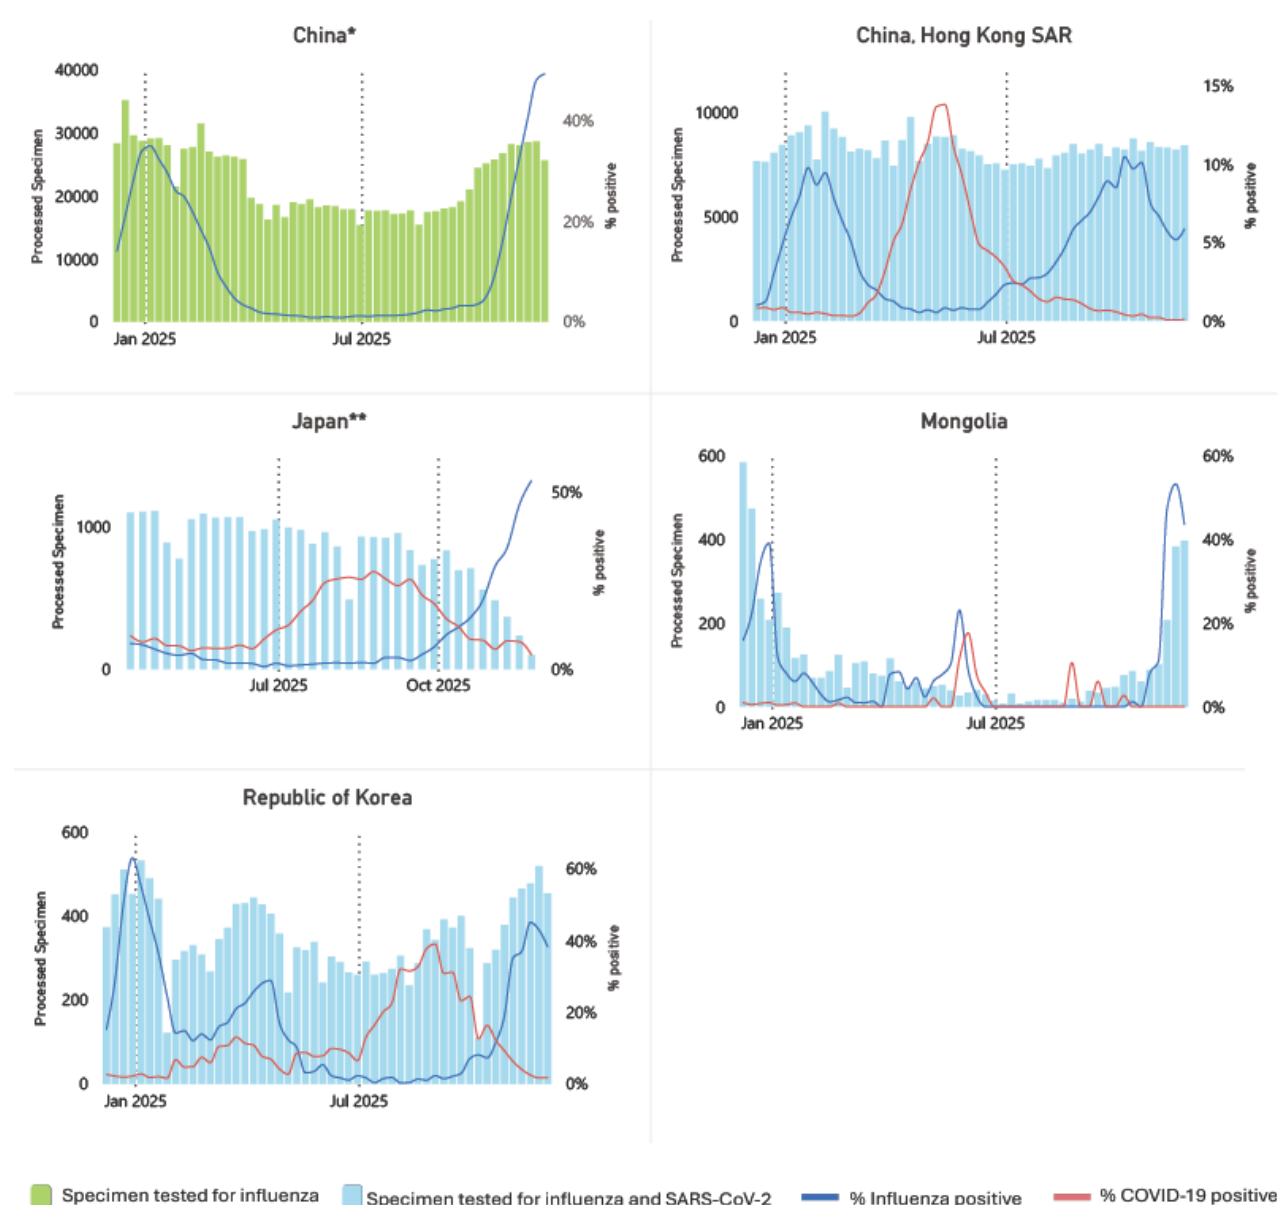 China*
40000
30000
20000
10000
0
Processed Specimen
40%
20%
0%
% positive
Jan 2025
Jul 2025
China, Hong Kong SAR
10000
5000
0
Processed Specimen
15%
10%
5%
0%
% positive
Jan 2025
Jul 2025
Japan**
1000
0
Processed Specimen
50%
0%
% positive
Jul 2025
Oct 2025
Mongolia
600
400
200
0
Processed Specimen
60%
40%
20%
0%
% positive
Jan 2025
Jul 2025
Republic of Korea
600
400
200
0
Processed Specimen
60%
40%
20%
0%
% positive
Jan 2025
Jul 2025
Specimen tested for influenza
Specimen tested for influenza and SARS-CoV-2
% Influenza positive
% COVID-19 positive